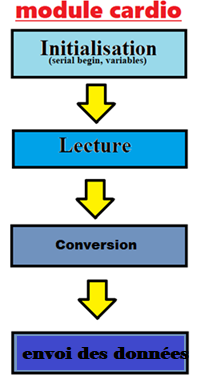 module cardio
Initialisation
(serial begin, variables)
Lecture
Conversion
envoi des données